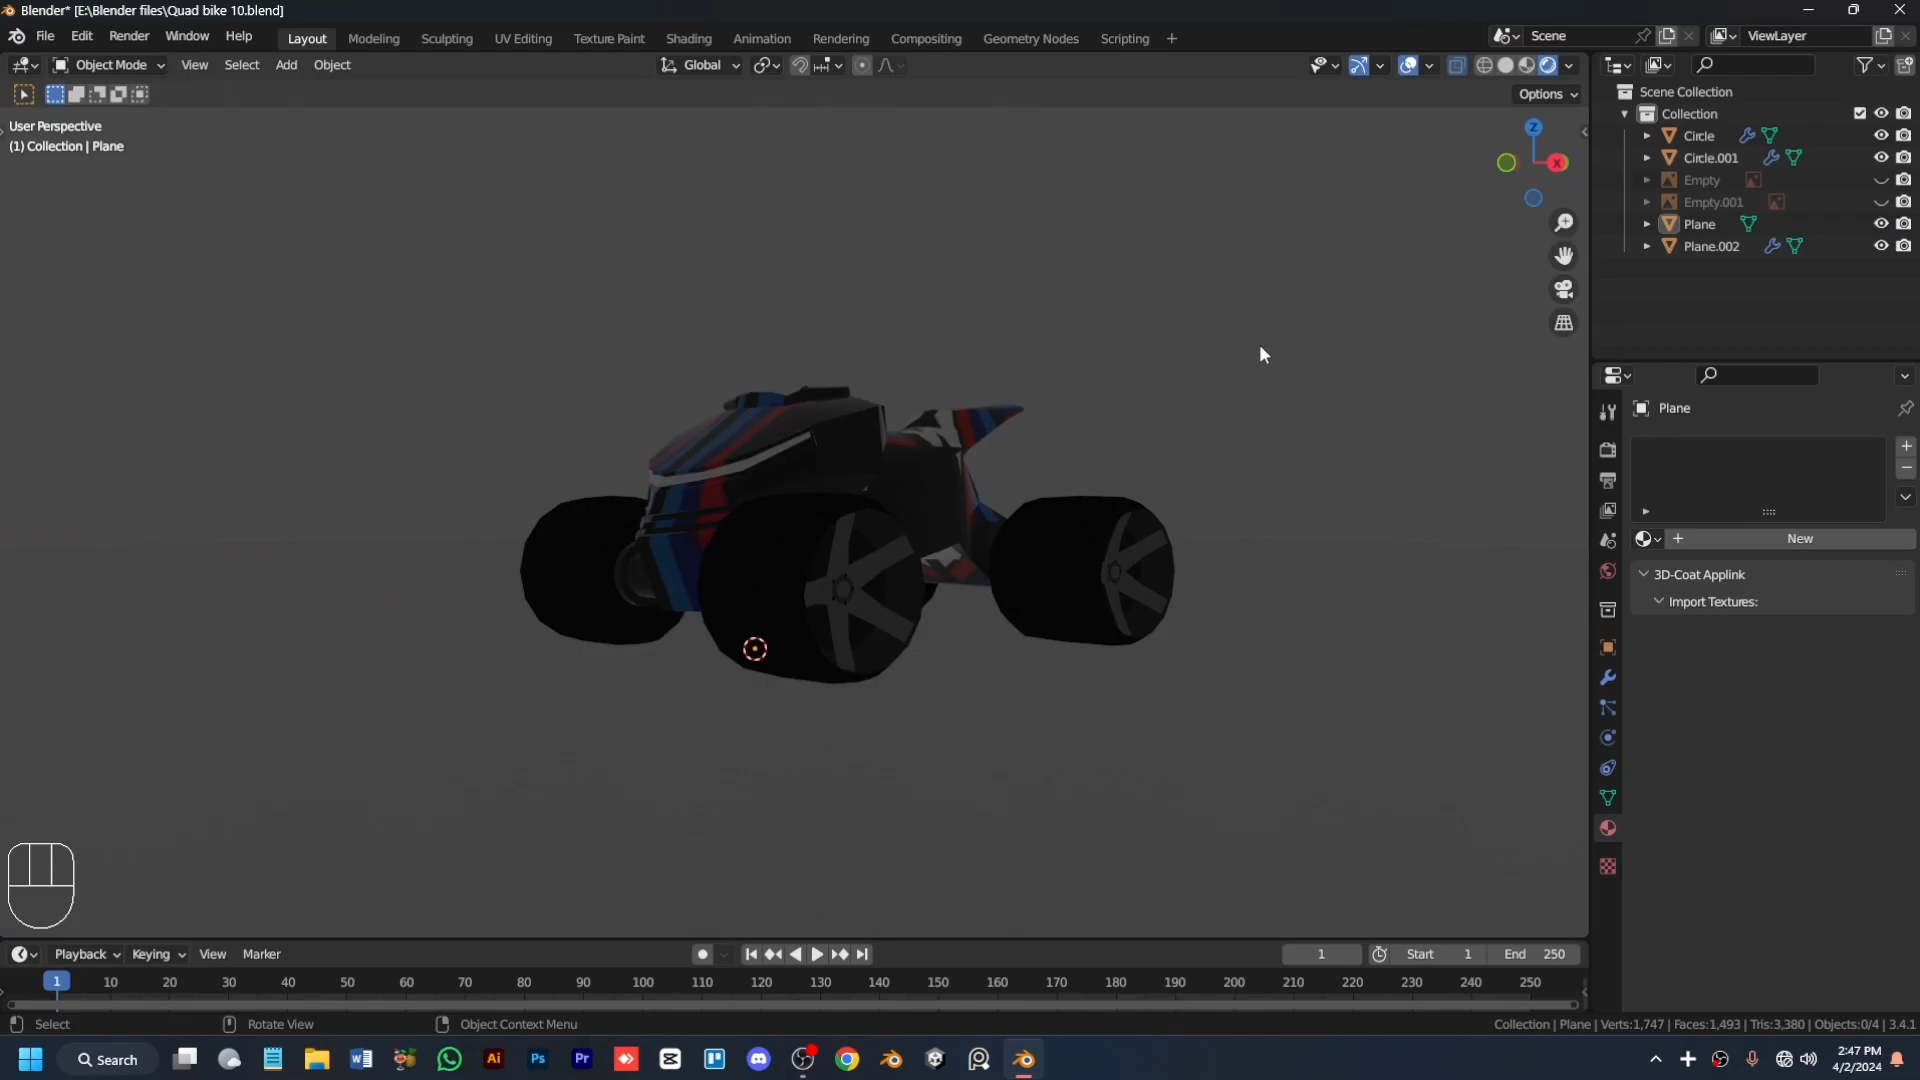 Blender* [E:\Blender files\Quad bike 10.blend]
File Edit Render Window Help Layout Modeling Sculpting UV Editing Texture Paint Shading Animation Rendering Compositing Geometry Nodes Scripting + Scene ViewLayer
Object Mode View Select Add Object Global
Options
User Perspective
(1) Collection | Plane
Z
X
Scene Collection
Collection
Circle
Circle.001
Empty
Empty.001
Plane
Plane.002
Plane
+ New
3D-Coat Applink
Import Textures:
Playback Keying View Marker 1 Start 1 End 250
1 10 20 30 40 50 60 70 80 90 100 110 120 130 140 150 160 170 180 190 200 210 220 230 240 250
Select Rotate View Object Context Menu Collection | Plane | Verts:1,747 | Faces:1,493 | Tris:3,380 | Objects:0/4 | 3.4.1
Search Ai Ps Pr 2:47 PM
4/2/2024